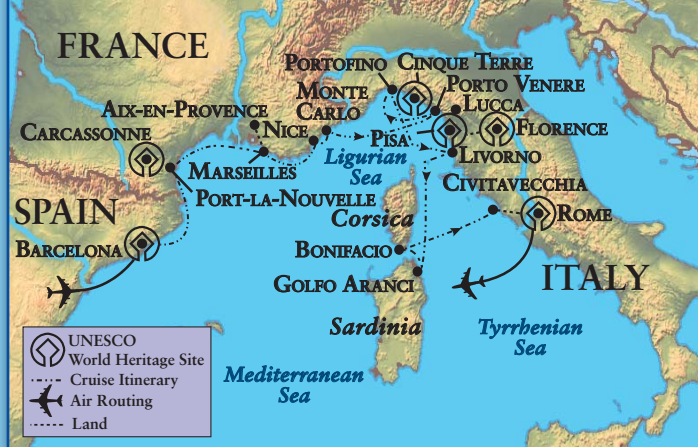 FRANCE
PORTOFINO
CINQUE TERRE
MONTE
CARLO
PORTO VENERE
LUCCA
AIX-EN-PROVENCE
NICE
CARCASSONNE
PISA
FLORENCE
MARSEILLES
Ligurian
Sea
LIVORNO
PORT-LA-NOUVELLE
CIVITAVECCHIA
SPAIN
Corsica
ROME
BARCELONA
BONIFACIO
GOLFO ARANCI
ITALY
Sardinia
Tyrrhenian
Sea
Mediterranean
Sea
UNESCO
World Heritage Site
Cruise Itinerary
Air Routing
Land